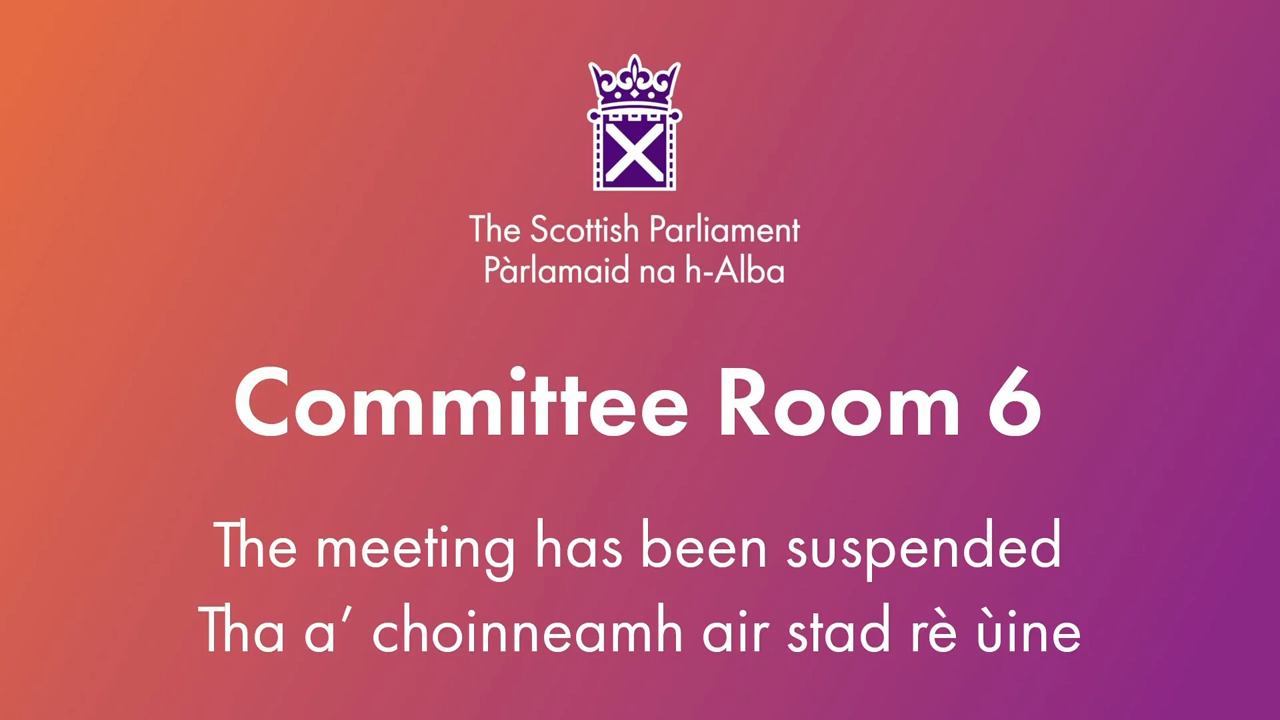 The Scottish Parliament
Pàrlamaid na h-Alba
Committee Room 6
The meeting has been suspended
Tha a’ choinneamh air stad rè ùine